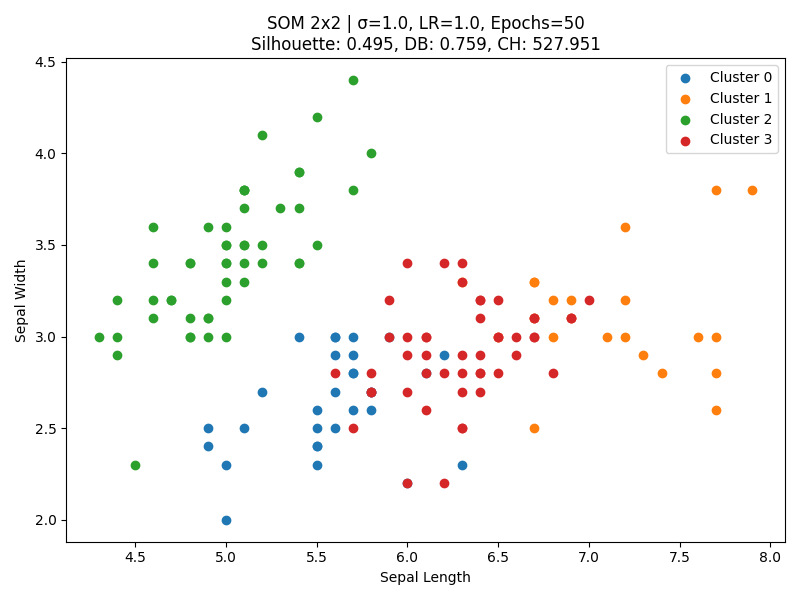 SOM 2x2 | σ=1.0, LR=1.0, Epochs=50
Silhouette: 0.495, DB: 0.759, CH: 527.951
Cluster 0
Cluster 1
Cluster 2
Cluster 3
Sepal Width
4.5
4.0
3.5
3.0
2.5
2.0
4.5 5.0 5.5 6.0 6.5 7.0 7.5 8.0
Sepal Length